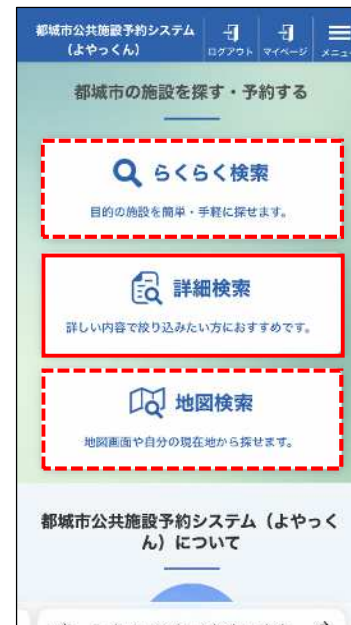 都城市公共施設予約システム
（よやっくん）
ログアウト マイページ メニュー
都城市の施設を探す・予約する
らくらく検索
目的の施設を簡単・手軽に探せます。
詳細検索
詳しい内容で絞り込みたい方におすすめです。
地図検索
地図画面や自分の現在地から探せます。
都城市公共施設予約システム（よやっく
ん）について